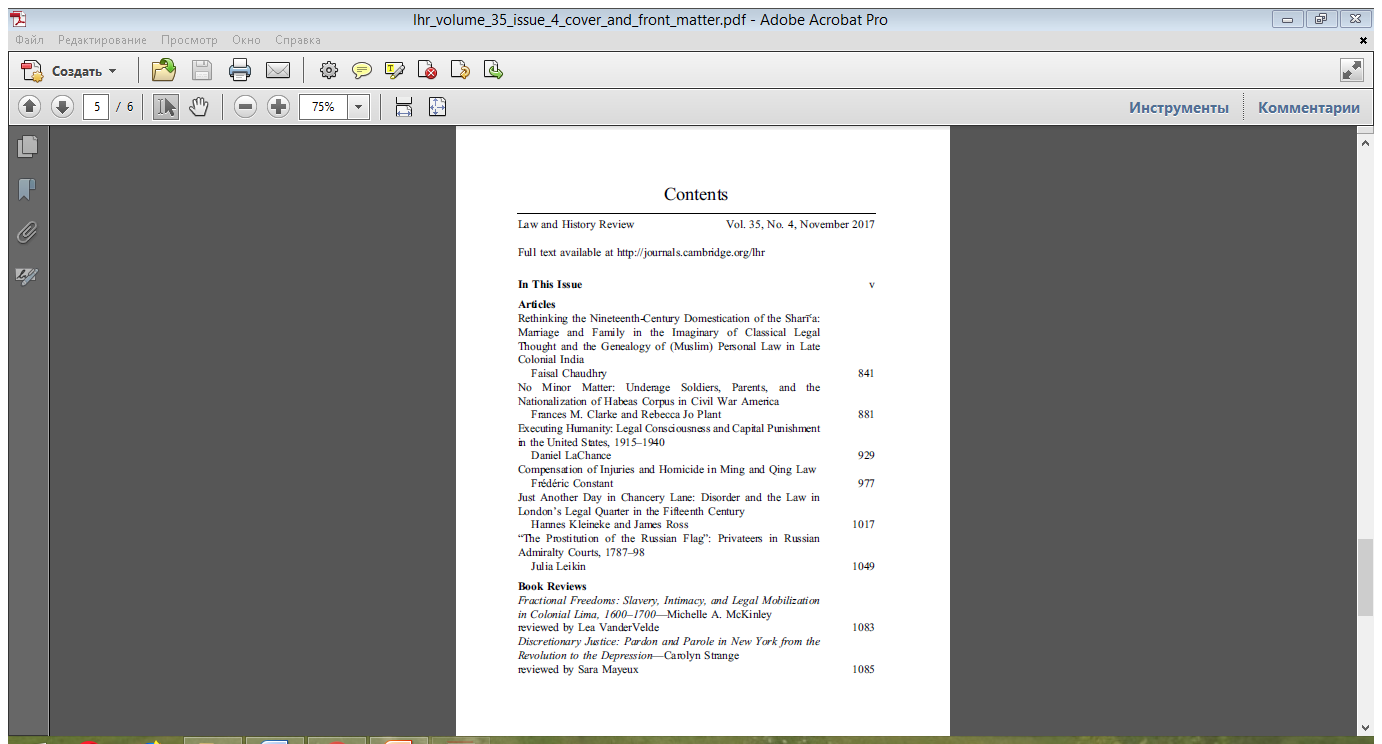 lhr_volume_35_issue_4_cover_and_front_matter.pdf - Adobe Acrobat Pro
Файл Редактирование Просмотр Окно Справка
Создать
5 / 6 75% Инструменты Комментарии
Contents
Law and History Review Vol. 35, No. 4, November 2017
Full text available at http://journals.cambridge.org/lhr
In This Issue v
Articles
Rethinking the Nineteenth-Century Domestication of the Sharīʿa:
Marriage and Family in the Imaginary of Classical Legal
Thought and the Genealogy of (Muslim) Personal Law in Late
Colonial India
Faisal Chaudhry 841
No Minor Matter: Underage Soldiers, Parents, and the
Nationalization of Habeas Corpus in Civil War America
Frances M. Clarke and Rebecca Jo Plant 881
Executing Humanity: Legal Consciousness and Capital Punishment
in the United States, 1915–1940
Daniel LaChance 929
Compensation of Injuries and Homicide in Ming and Qing Law
Frédéric Constant 977
Just Another Day in Chancery Lane: Disorder and the Law in
London's Legal Quarter in the Fifteenth Century
Hannes Kleineke and James Ross 1017
“The Prostitution of the Russian Flag”: Privateers in Russian
Admiralty Courts, 1787–98
Julia Leikin 1049
Book Reviews
Fractional Freedoms: Slavery, Intimacy, and Legal Mobilization
in Colonial Lima, 1600–1700—Michelle A. McKinley
reviewed by Lea VanderVelde 1083
Discretionary Justice: Pardon and Parole in New York from the
Revolution to the Depression—Carolyn Strange
reviewed by Sara Mayeux 1085